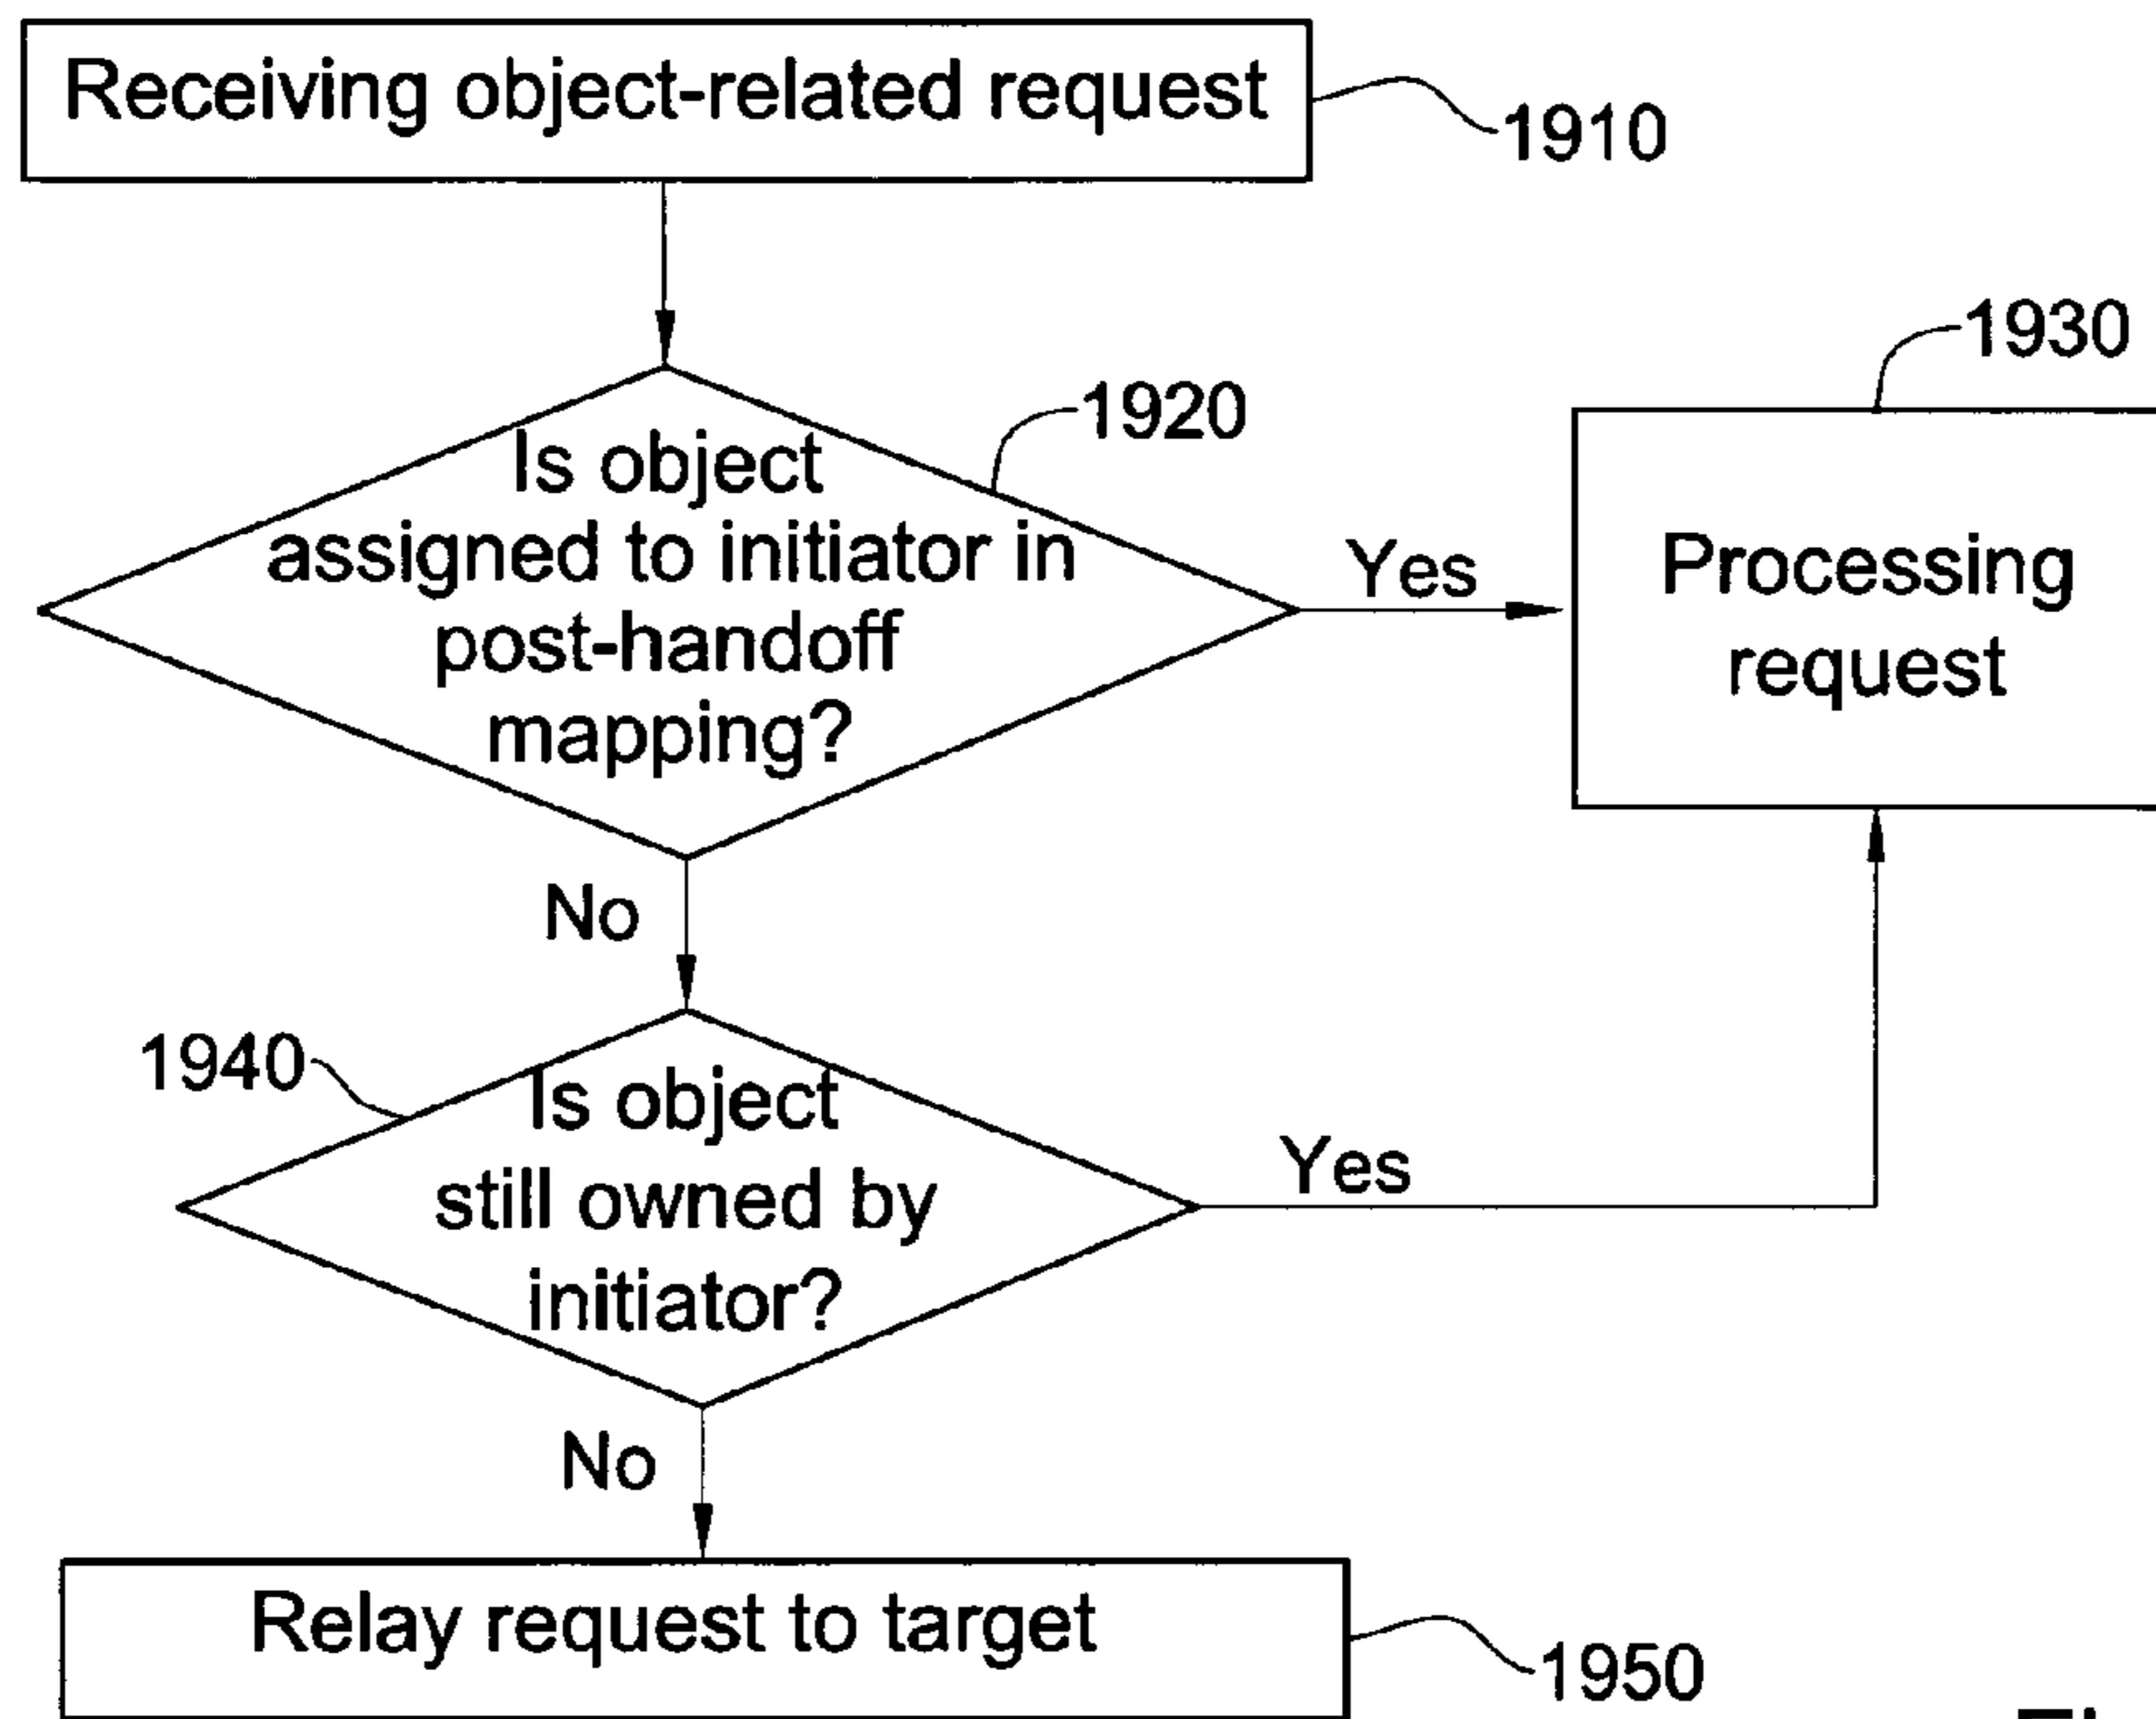 Receiving object-related request
1910
1930
1920
Is object
assigned to initiator in
post-handoff
mapping?
Yes
Processing
request
No
1940
Is object
still owned by
initiator?
Yes
No
Relay request to target
1950